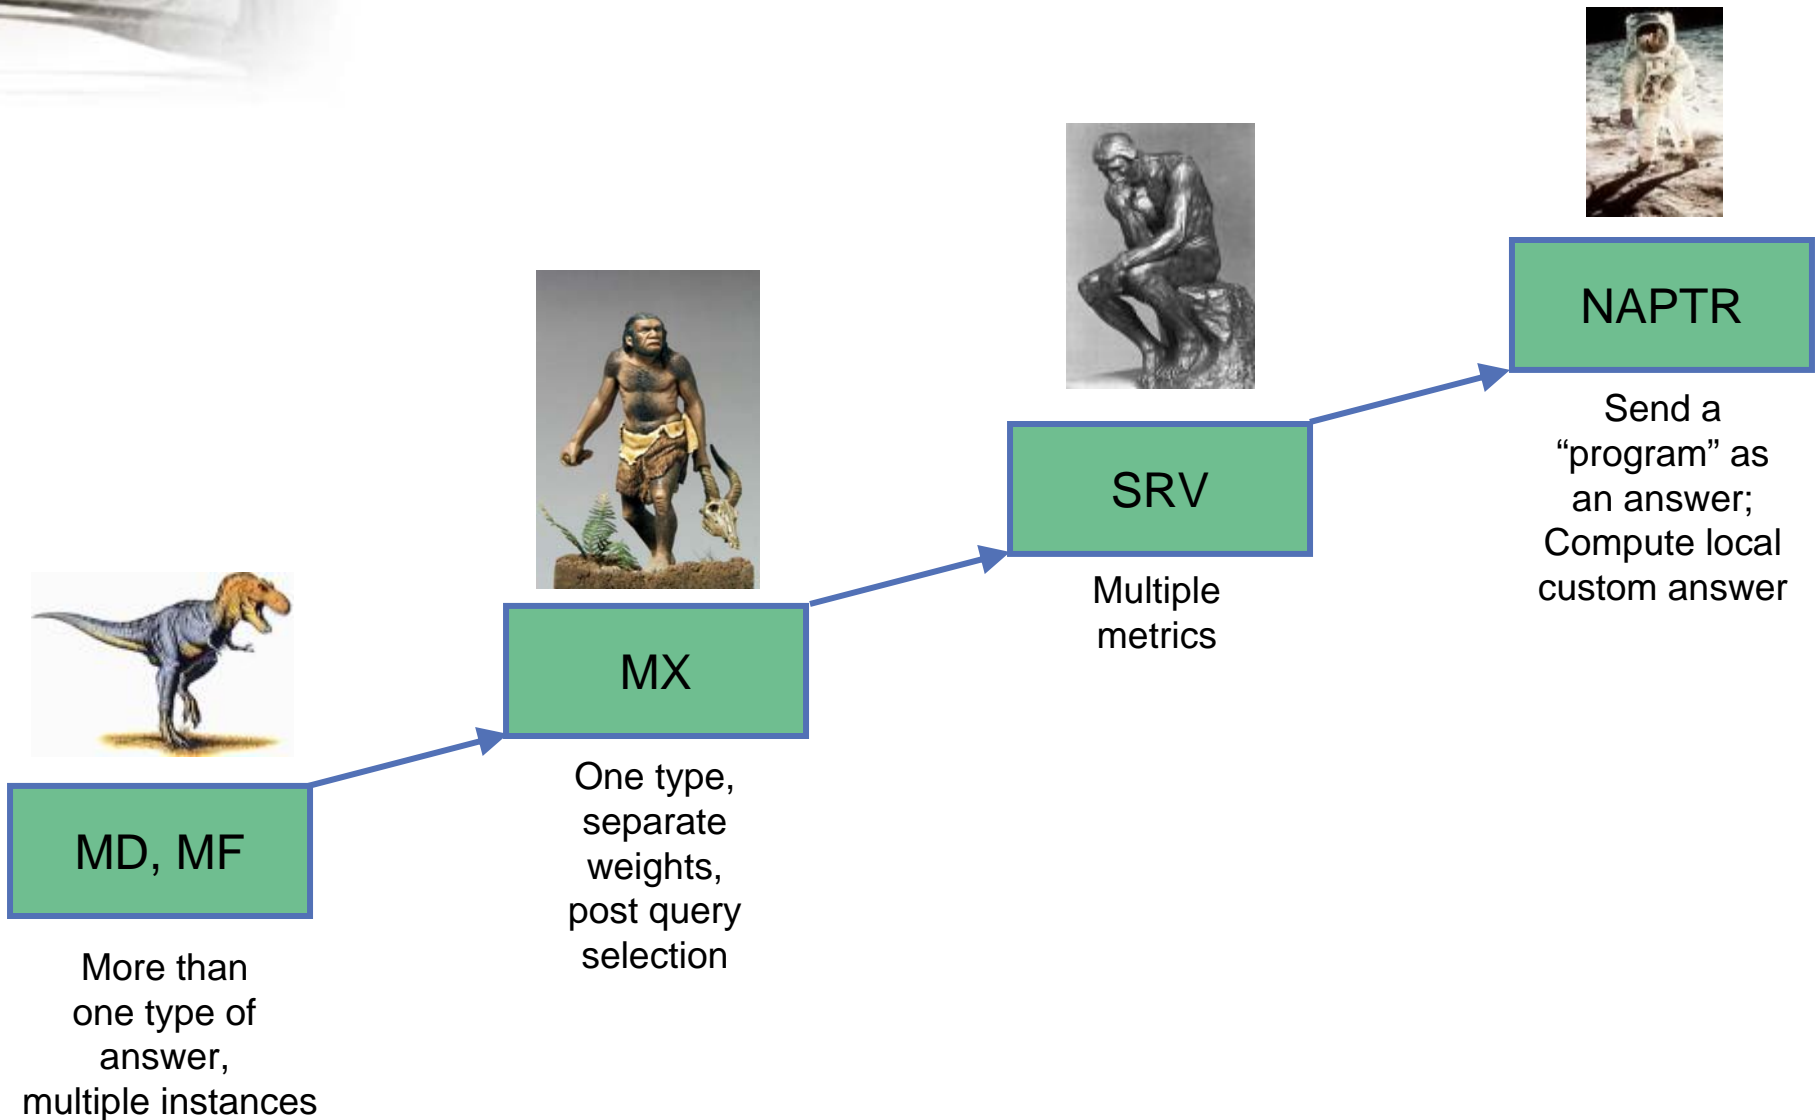 MD, MF
More than
one type of
answer,
multiple instances
MX
One type,
separate
weights,
post query
selection
SRV
Multiple
metrics
NAPTR
Send a
“program” as
an answer;
Compute local
custom answer